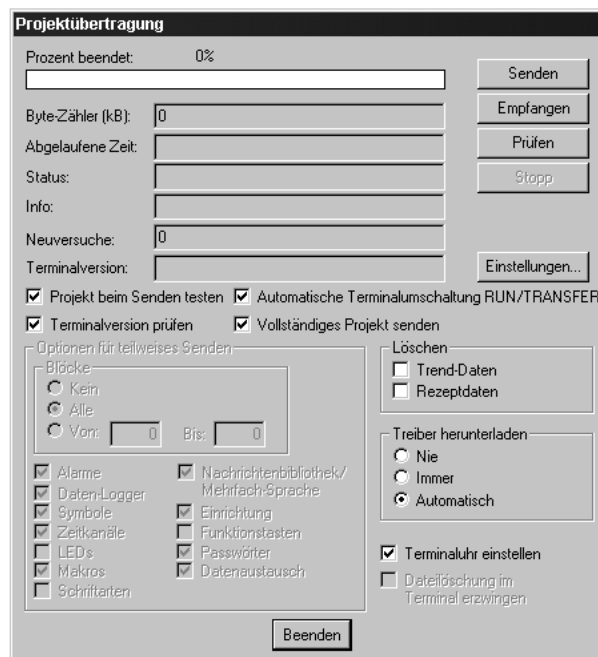 Projektübertragung
Prozent beendet: 0%
Senden
Byte-Zähler (kB): 0
Empfangen
Abgelaufene Zeit:
Prüfen
Status:
Stopp
Info:
Neuversuche: 0
Terminalversion:
Einstellungen...
Projekt beim Senden testen
Automatische Terminalumschaltung RUN/TRANSFER
Terminalversion prüfen
Vollständiges Projekt senden
Optionen für teilweises Senden
Blöcke
Kein
Alle
Von: 0 Bis: 0
Alarme
Daten-Logger
Symbole
Zeitkanäle
LEDs
Makros
Schriftarten
Nachrichtenbibliothek/
Mehrfach-Sprache
Einrichtung
Funktionstasten
Passwörter
Datenaustausch
Löschen
Trend-Daten
Rezeptdaten
Treiber herunterladen
Nie
Immer
Automatisch
Terminaluhr einstellen
Dateilöschung im
Terminal erzwingen
Beenden